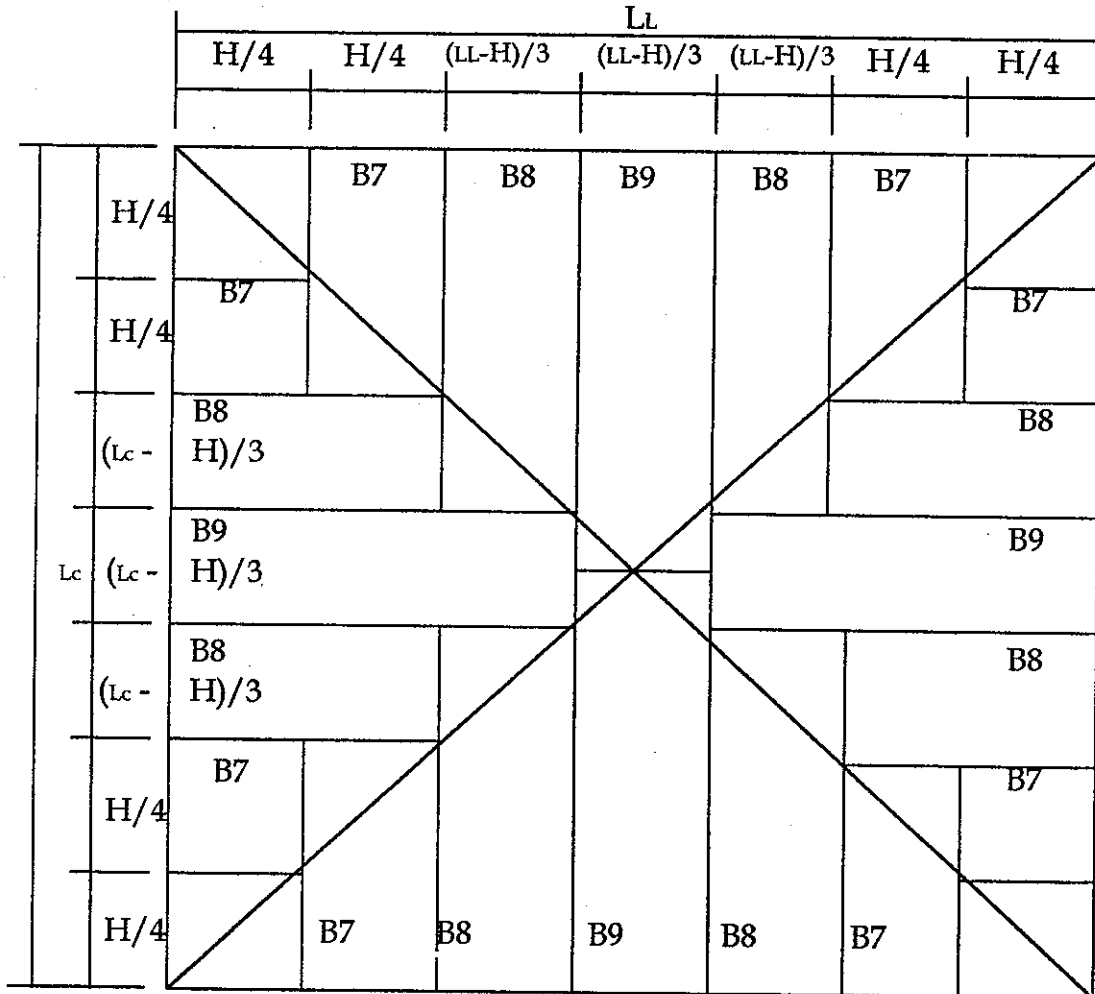 LL
H/4 H/4 (LL-H)/3 (LL-H)/3 (LL-H)/3 H/4 H/4
B7 B8 B9 B8 B7
H/4
B7 B7
H/4
B8 B8
(Lc - H)/3
B9 B9
Lc (Lc - H)/3
B8 B8
(Lc - H)/3
B7 B7
H/4
H/4 B7 B8 B9 B8 B7